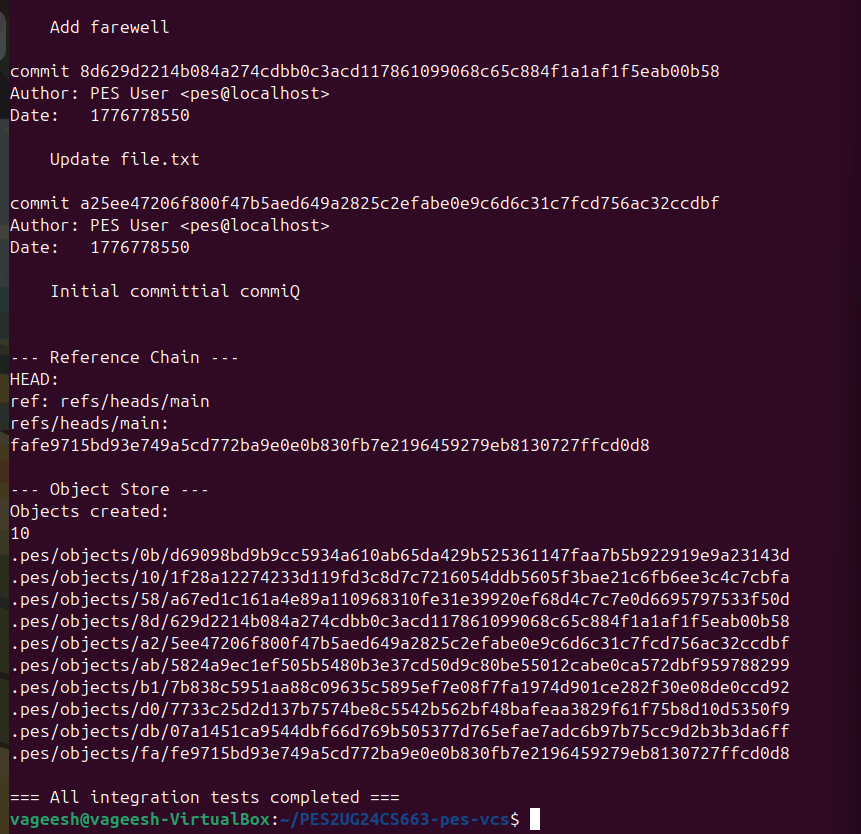 Add farewell
commit 8d629d2214b084a274cdbb0c3acd117861099068c65c884f1a1af1f5eab00b58
Author: PES User <pes@localhost>
Date:   1776778550
Update file.txt
commit a25ee47206f800f47b5aed649a2825c2efabe0e9c6d6c31c7fcd756ac32ccdbf
Author: PES User <pes@localhost>
Date:   1776778550
Initial committial commiQ
--- Reference Chain ---
HEAD:
ref: refs/heads/main
refs/heads/main:
fafe9715bd93e749a5cd772ba9e0e0b830fb7e2196459279eb8130727ffcd0d8
--- Object Store ---
Objects created:
10
.pes/objects/0b/d69098bd9b9cc5934a610ab65da429b525361147faa7b5b922919e9a23143d
.pes/objects/10/1f28a12274233d119fd3c8d7c7216054ddb5605f3bae21c6fb6ee3c4c7cbfa
.pes/objects/58/a67ed1c161a4e89a110968310fe31e39920ef68d4c7c7e0d6695797533f50d
.pes/objects/8d/629d2214b084a274cdbb0c3acd117861099068c65c884f1a1af1f5eab00b58
.pes/objects/a2/5ee47206f800f47b5aed649a2825c2efabe0e9c6d6c31c7fcd756ac32ccdbf
.pes/objects/ab/5824a9ec1ef505b5480b3e37cd50d9c80be55012cabe0ca572dbf959788299
.pes/objects/b1/7b838c5951aa88c09635c5895ef7e08f7fa1974d901ce282f30e08de0ccd92
.pes/objects/d0/7733c25d2d137b7574be8c5542b562bf48bafeaa3829f61f75b8d10d5350f9
.pes/objects/db/07a1451ca9544dbf66d769b505377d765efae7adc6b97b75cc9d2b3b3da6ff
.pes/objects/fa/fe9715bd93e749a5cd772ba9e0e0b830fb7e2196459279eb8130727ffcd0d8
=== All integration tests completed ===
vageesh@vageesh-VirtualBox:~/PES2UG24CS663-pes-vcs$